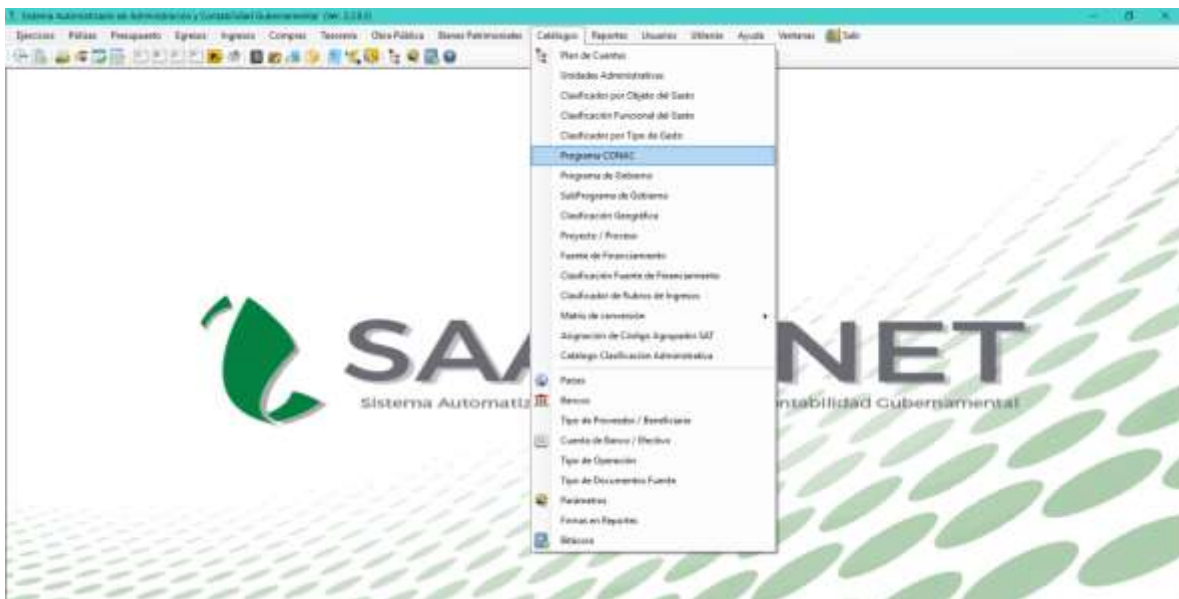 Sistema Automatizado de Administración y Contabilidad Gubernamental (Ver.
Ejercicios Pólizas Presupuesto Egresos Ingresos Compras Tesorería Obra Pública Bienes Patrimoniales Catálogos Reportes Usuarios Utilerías Ayuda Ventanas Salir
Plan de Cuentas
Unidades Administrativas
Clasificador por Objeto del Gasto
Clasificación Funcional del Gasto
Clasificador por Tipo de Gasto
Programa CONAC
Programa de Gobierno
SubPrograma de Gobierno
Clasificación Geográfica
Proyecto / Proceso
Fuente de Financiamiento
Clasificación Fuente de Financiamiento
Clasificador de Rubros de Ingresos
Matriz de conversión
Asignación de Código Agrupador SAT
Catálogo Clasificación Administrativa
Países
Bancos
Tipo de Proveedor / Beneficiario
Cuenta de Banco / Efectivo
Tipo de Operación
Tipo de Documentos Fuente
Parámetros
Firmas en Reportes
Bitácora
SAA NET
Sistema Automatiz ntabilidad Gubernamental